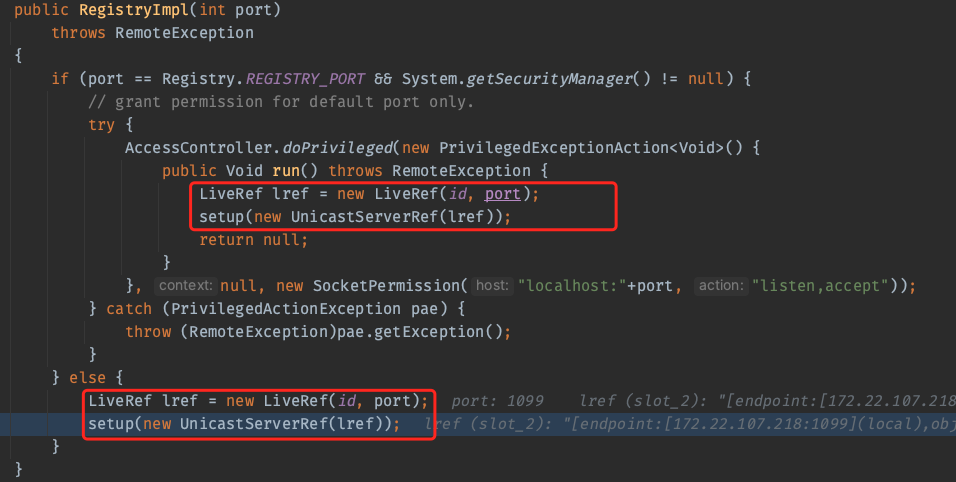 public RegistryImpl(int port)
throws RemoteException
{
if (port == Registry.REGISTRY_PORT && System.getSecurityManager() != null) {
// grant permission for default port only.
try {
AccessController.doPrivileged(new PrivilegedExceptionAction<Void>() {
public Void run() throws RemoteException {
LiveRef lref = new LiveRef(id, port);
setup(new UnicastServerRef(lref));
return null;
}
}, context: null, new SocketPermission( host: "localhost:"+port, action: "listen,accept"));
} catch (PrivilegedActionException pae) {
throw (RemoteException)pae.getException();
}
} else {
LiveRef lref = new LiveRef(id, port); port: 1099 lref (slot_2): "[endpoint:[172.22.107.218
setup(new UnicastServerRef(lref)); lref (slot_2): "[endpoint:[172.22.107.218:1099](local),obj
}
}